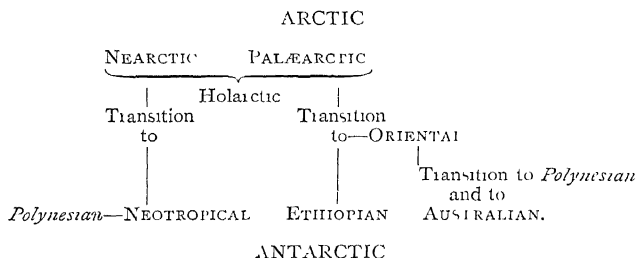 ARCTIC
NEARCTIC PALÆARCTIC
Holarctic
Transition Transition
to to—ORIENTAL
Transition to Polynesian
and to
Polynesian—NEOTROPICAL ETHIOPIAN AUSTRALIAN.
ANTARCTIC